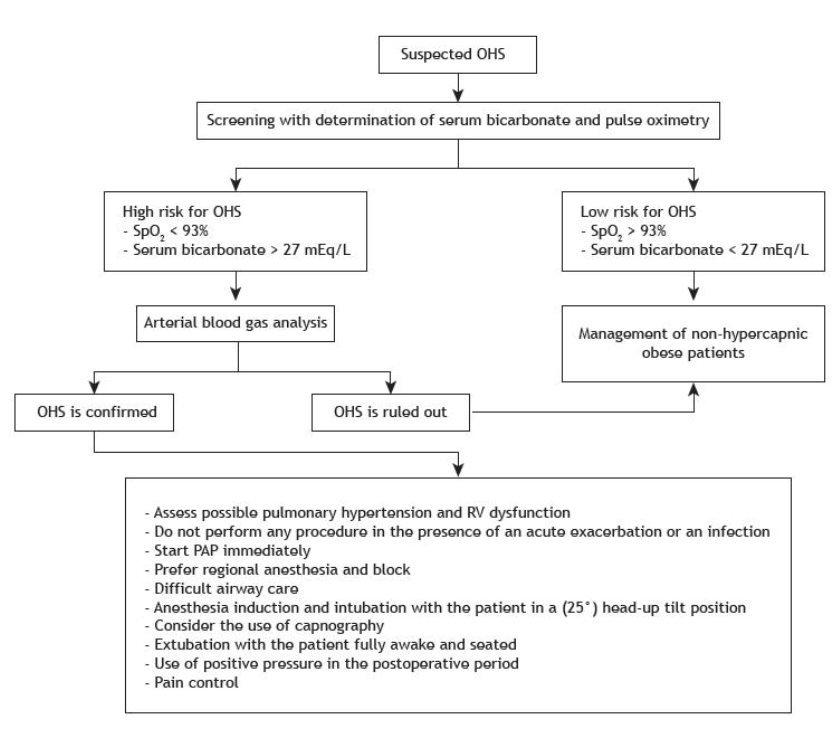 Suspected OHS
Screening with determination of serum bicarbonate and pulse oximetry
High risk for OHS
- SpO₂ < 93%
- Serum bicarbonate > 27 mEq/L
Low risk for OHS
- SpO₂ > 93%
- Serum bicarbonate < 27 mEq/L
Arterial blood gas analysis
Management of non-hypercapnic
obese patients
OHS is confirmed
OHS is ruled out
- Assess possible pulmonary hypertension and RV dysfunction
- Do not perform any procedure in the presence of an acute exacerbation or an infection
- Start PAP immediately
- Prefer regional anesthesia and block
- Difficult airway care
- Anesthesia induction and intubation with the patient in a (25°) head-up tilt position
- Consider the use of capnography
- Extubation with the patient fully awake and seated
- Use of positive pressure in the postoperative period
- Pain control